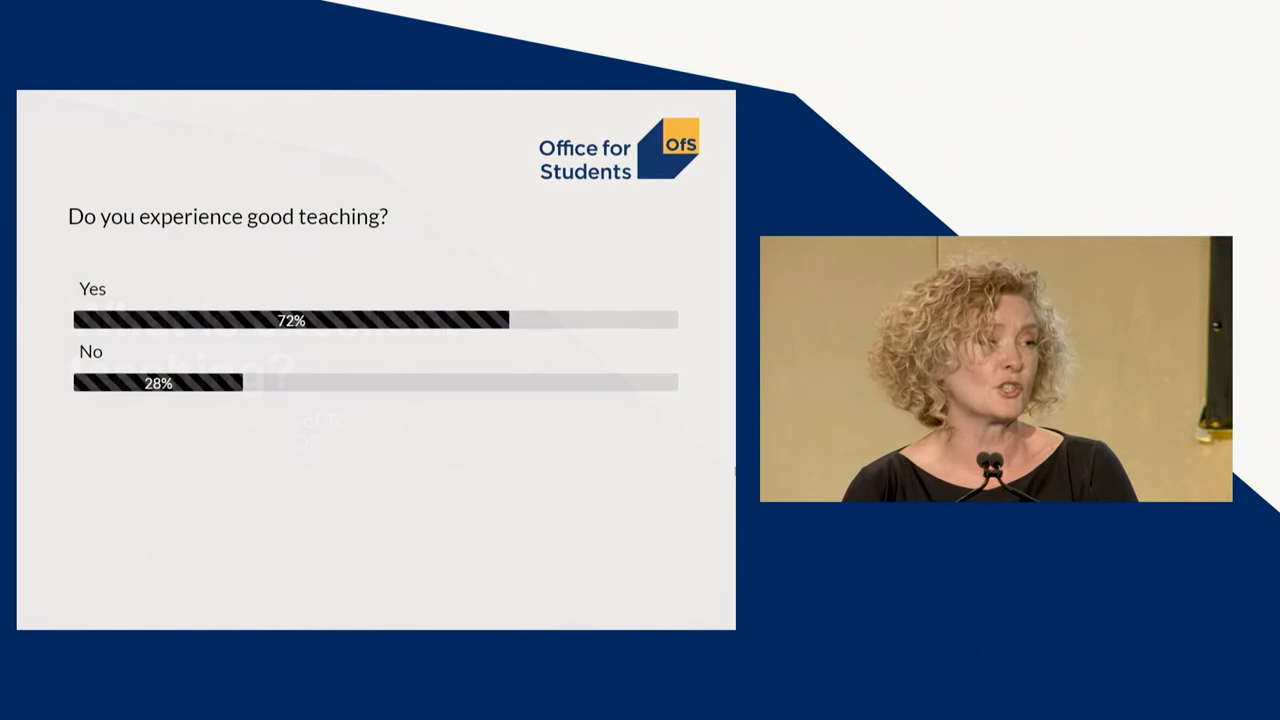 Office for
Students
OfS
Do you experience good teaching?
Yes
72%
No
28%